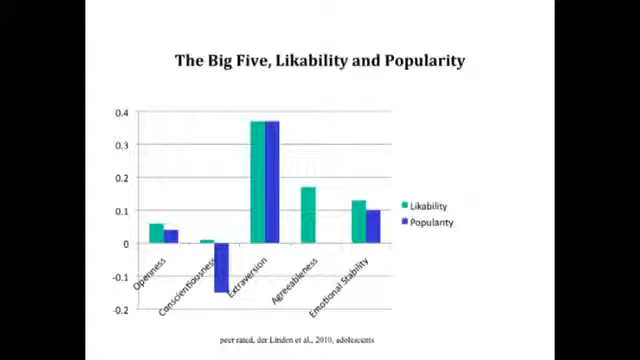 The Big Five, Likability and Popularity
0.4
0.3
0.2
0.1
0
-0.1
-0.2
Openness
Conscientiousness
Extraversion
Agreeableness
Emotional Stability
Likability
Popularity
peer rated, der Linden et al., 2010, adolescents